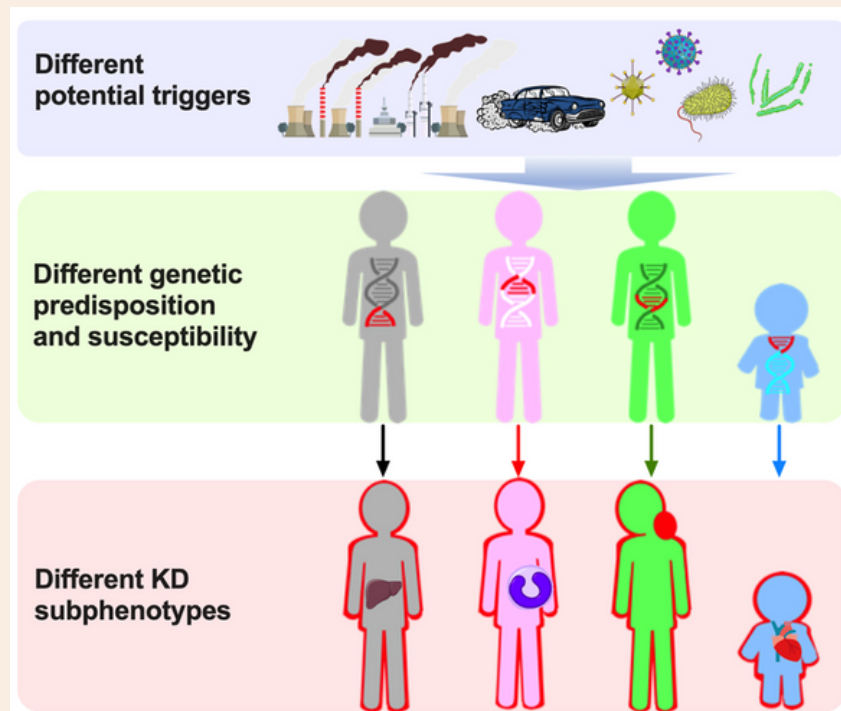 Different
potential triggers
Different genetic
predisposition
and susceptibility
Different KD
subphenotypes